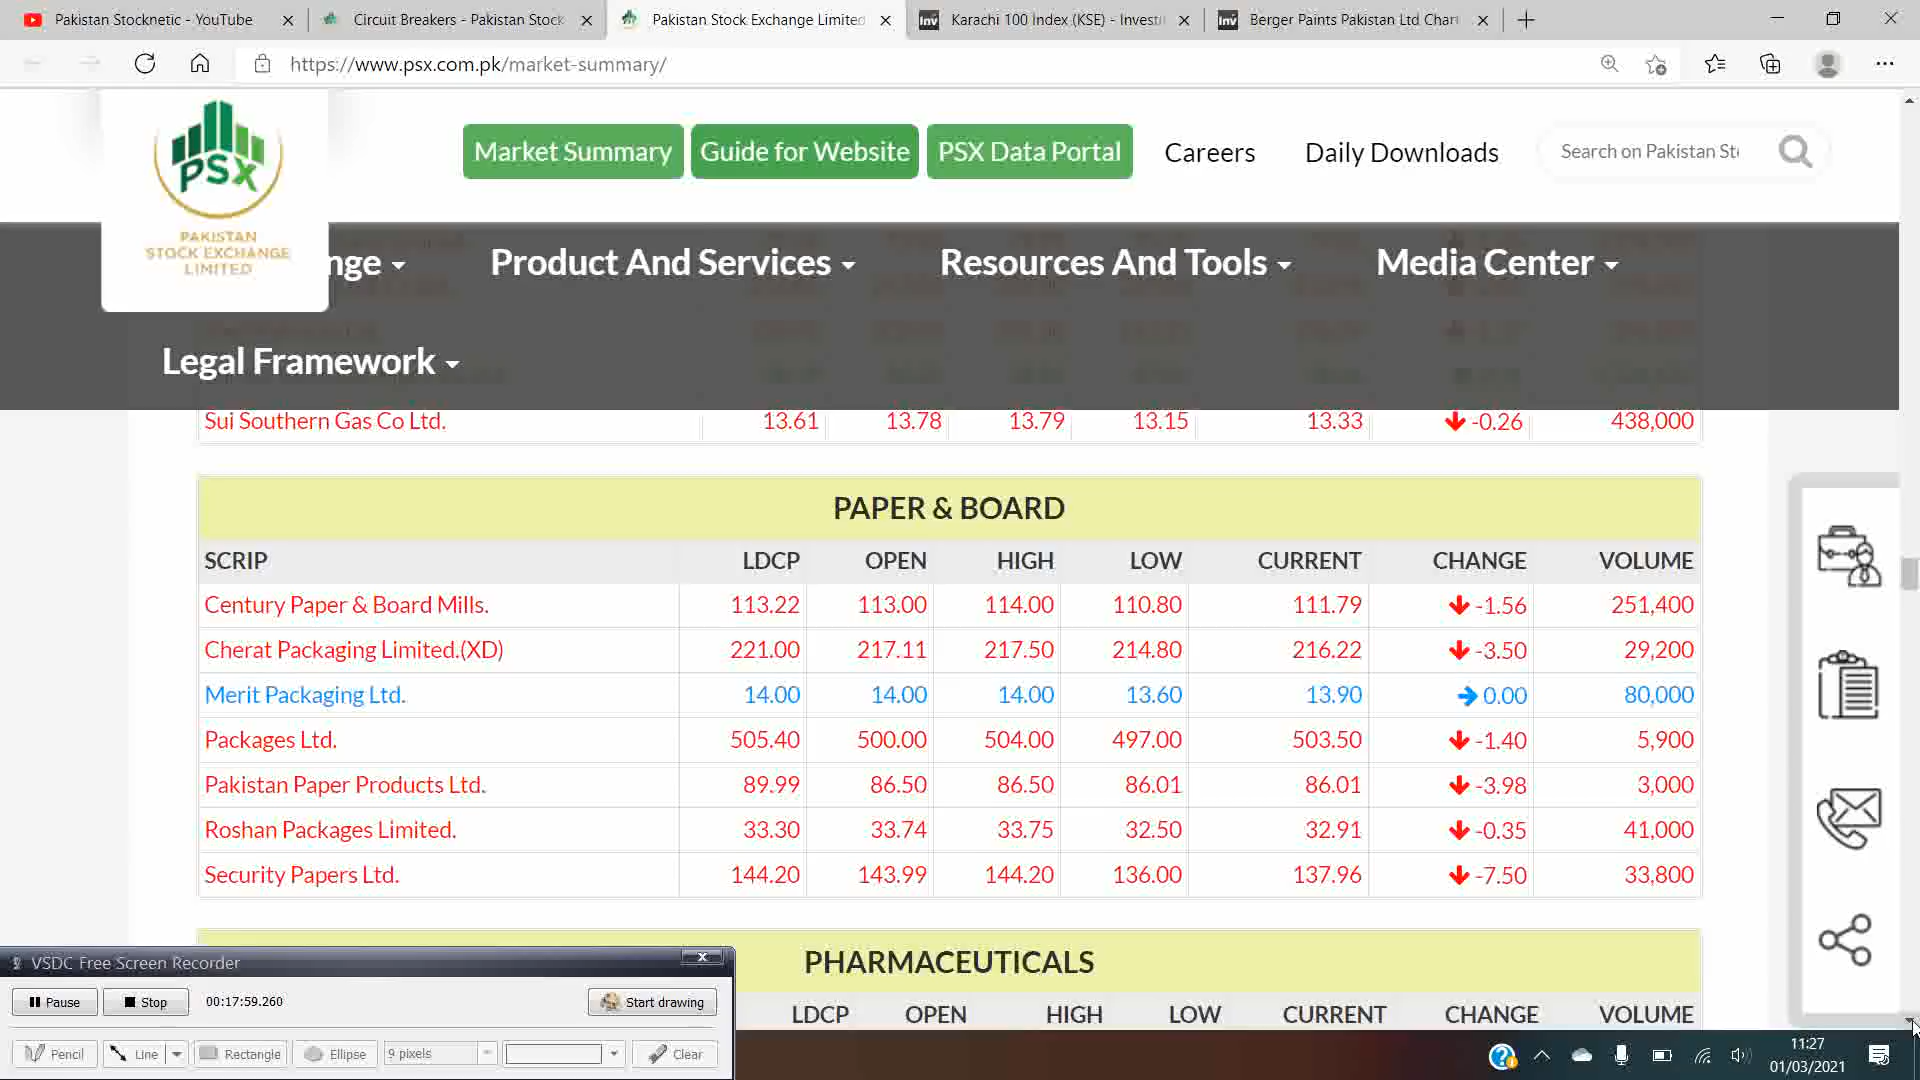 Pakistan Stocknetic - YouTube
Circuit Breakers - Pakistan Stock
Pakistan Stock Exchange Limited
Karachi 100 Index (KSE) - Investi
Berger Paints Pakistan Ltd Chart
https://www.psx.com.pk/market-summary/
PSX
PAKISTAN
STOCK EXCHANGE
LIMITED
Market Summary
Guide for Website
PSX Data Portal
Careers
Daily Downloads
Search on Pakistan Sto
nge
Product And Services
Resources And Tools
Media Center
Legal Framework
Sui Southern Gas Co Ltd. 13.61 13.78 13.79 13.15 13.33 -0.26 438,000
PAPER & BOARD
SCRIP LDCP OPEN HIGH LOW CURRENT CHANGE VOLUME
Century Paper & Board Mills. 113.22 113.00 114.00 110.80 111.79 -1.56 251,400
Cherat Packaging Limited.(XD) 221.00 217.11 217.50 214.80 216.22 -3.50 29,200
Merit Packaging Ltd. 14.00 14.00 14.00 13.60 13.90 0.00 80,000
Packages Ltd. 505.40 500.00 504.00 497.00 503.50 -1.40 5,900
Pakistan Paper Products Ltd. 89.99 86.50 86.50 86.01 86.01 -3.98 3,000
Roshan Packages Limited. 33.30 33.74 33.75 32.50 32.91 -0.35 41,000
Security Papers Ltd. 144.20 143.99 144.20 136.00 137.96 -7.50 33,800
PHARMACEUTICALS
LDCP OPEN HIGH LOW CURRENT CHANGE VOLUME
VSDC Free Screen Recorder
Pause
Stop
00:17:59.260
Start drawing
Pencil
Line
Rectangle
Ellipse
9 pixels
Clear
11:27
01/03/2021